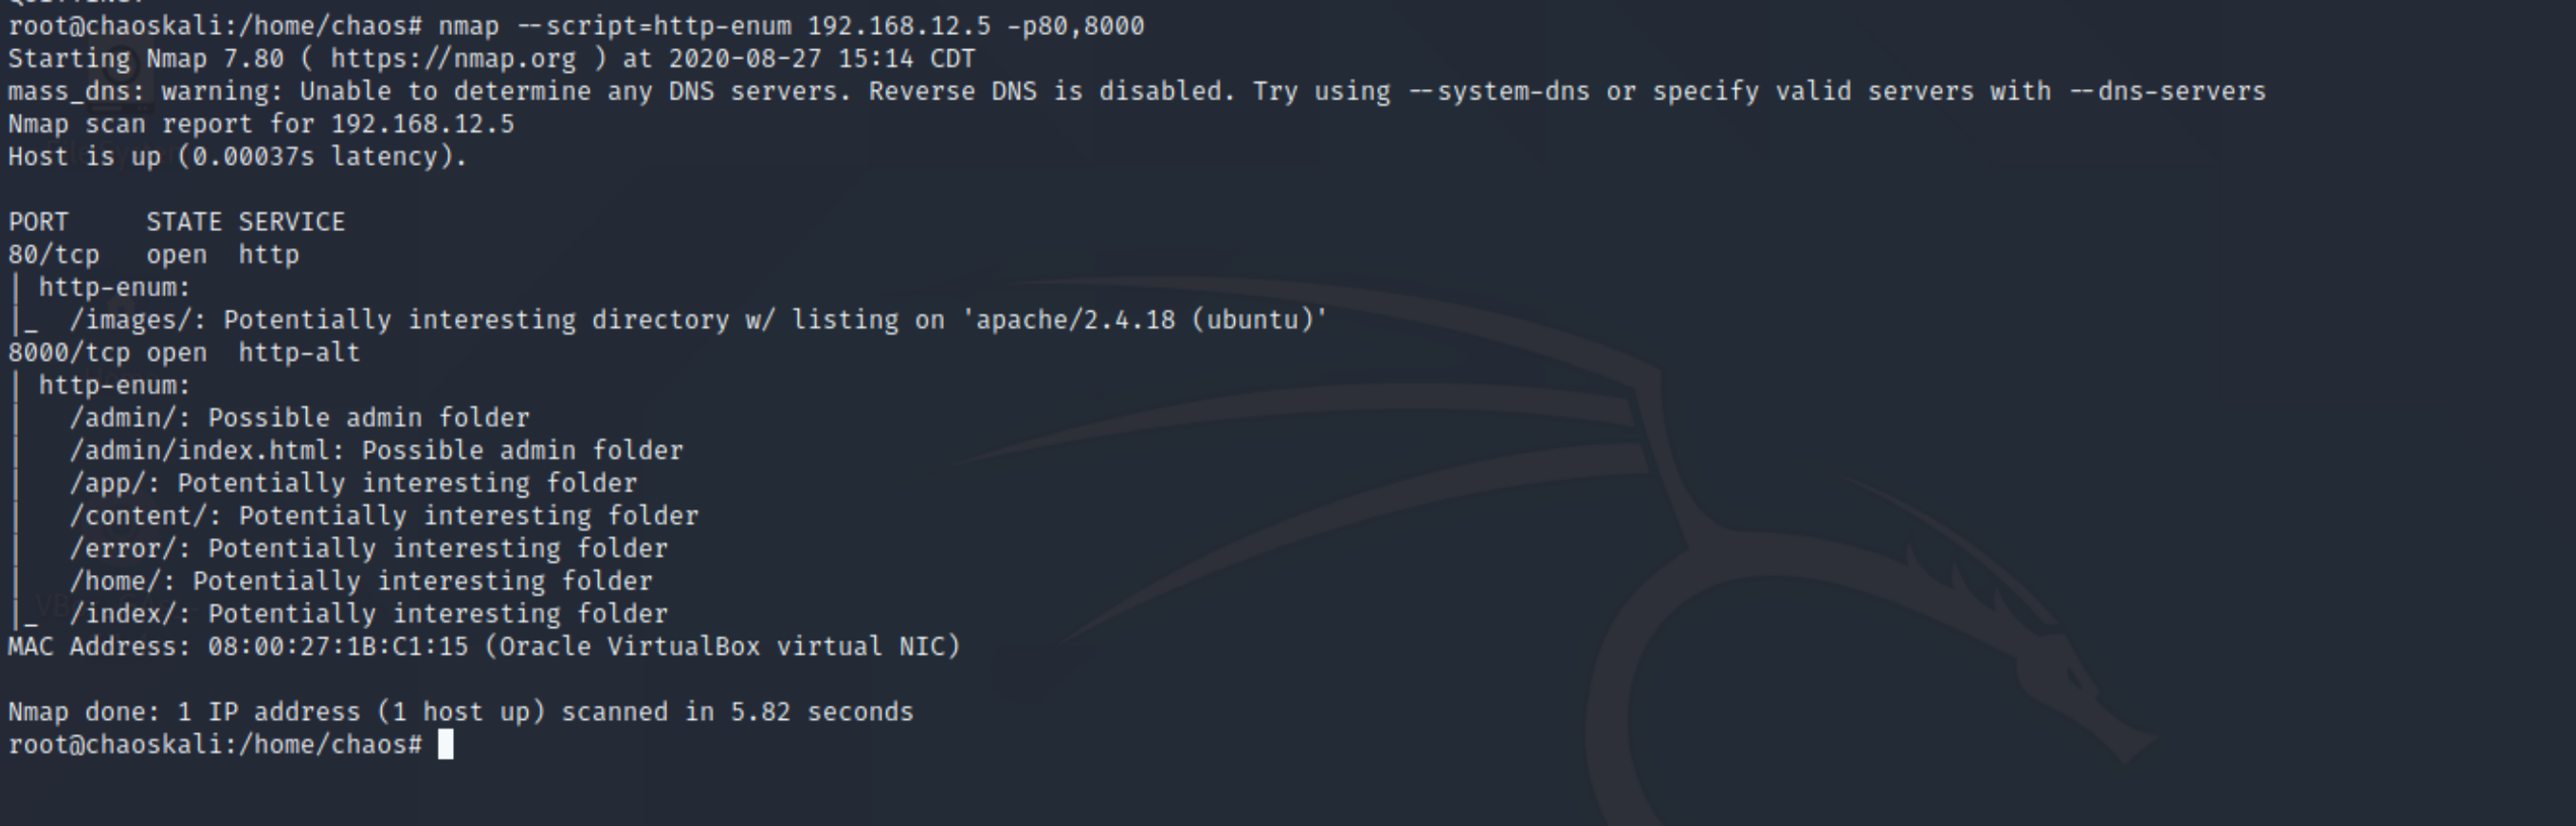 root@chaoskali:/home/chaos# nmap --script=http-enum 192.168.12.5 -p80,8000
Starting Nmap 7.80 ( https://nmap.org ) at 2020-08-27 15:14 CDT
mass_dns: warning: Unable to determine any DNS servers. Reverse DNS is disabled. Try using --system-dns or specify valid servers with --dns-servers
Nmap scan report for 192.168.12.5
Host is up (0.00037s latency).

PORT     STATE SERVICE
80/tcp   open  http
| http-enum:
|_  /images/: Potentially interesting directory w/ listing on 'apache/2.4.18 (ubuntu)'
8000/tcp open  http-alt
| http-enum:
|   /admin/: Possible admin folder
|   /admin/index.html: Possible admin folder
|   /app/: Potentially interesting folder
|   /content/: Potentially interesting folder
|   /error/: Potentially interesting folder
|   /home/: Potentially interesting folder
|_  /index/: Potentially interesting folder
MAC Address: 08:00:27:1B:C1:15 (Oracle VirtualBox virtual NIC)

Nmap done: 1 IP address (1 host up) scanned in 5.82 seconds
root@chaoskali:/home/chaos#